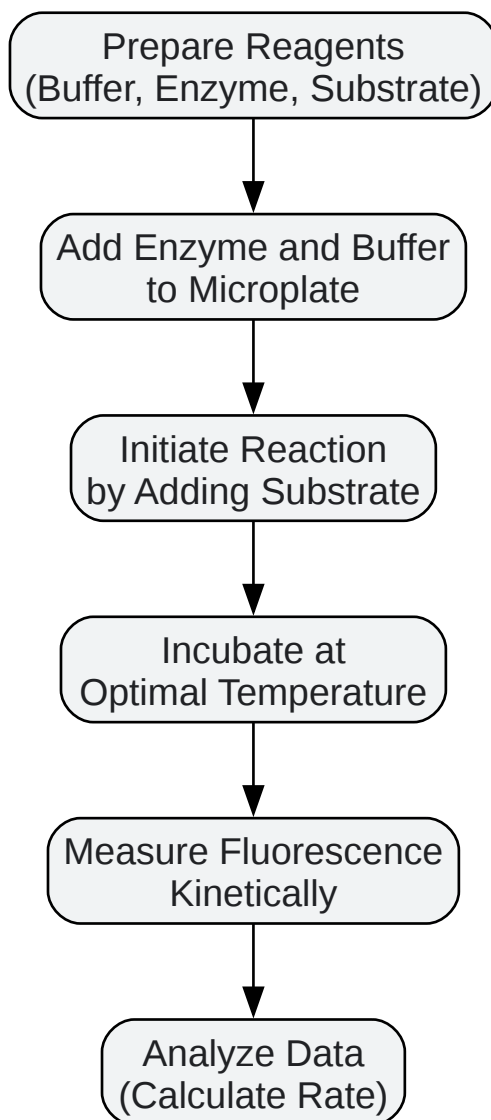 Prepare Reagents
(Buffer, Enzyme, Substrate)
Add Enzyme and Buffer
to Microplate
Initiate Reaction
by Adding Substrate
Incubate at
Optimal Temperature
Measure Fluorescence
Kinetically
Analyze Data
(Calculate Rate)